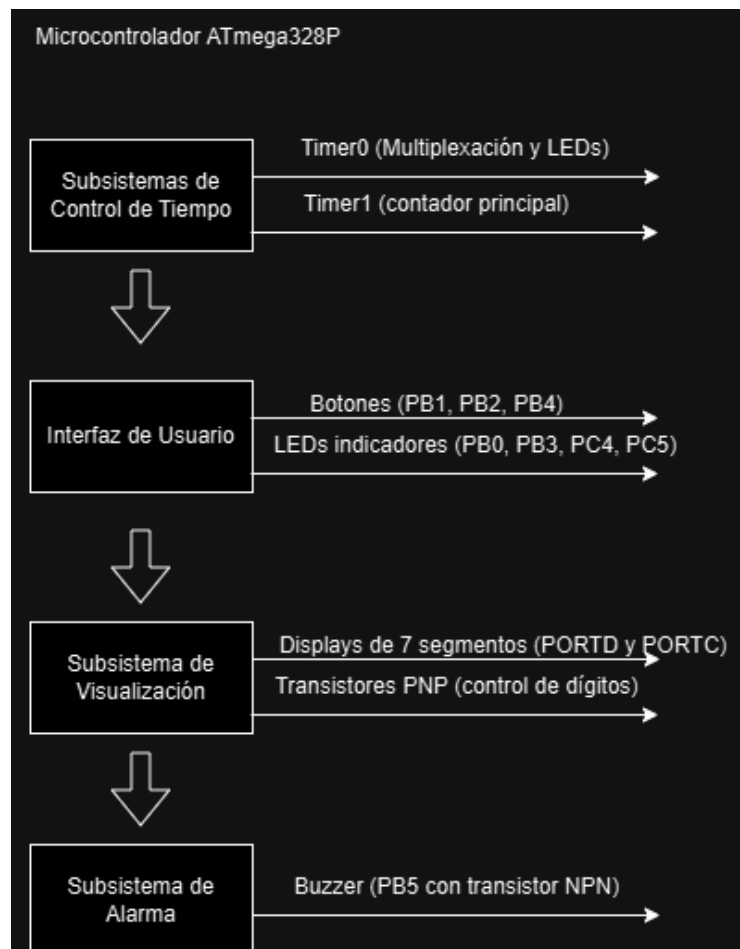 Microcontrolador ATmega328P
Timer0 (Multiplexación y LEDs)
Subsistemas de
Control de Tiempo
Timer1 (contador principal)
Botones (PB1, PB2, PB4)
Interfaz de Usuario
LEDs indicadores (PB0, PB3, PC4, PC5)
Displays de 7 segmentos (PORTD y PORTC)
Subsistema de
Visualización
Transistores PNP (control de dígitos)
Subsistema de
Alarma
Buzzer (PB5 con transistor NPN)